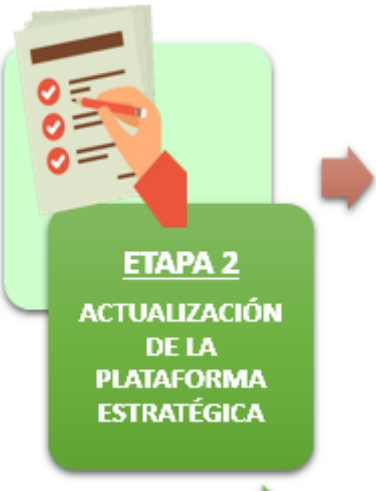 ETAPA 2
ACTUALIZACIÓN
DE LA
PLATAFORMA
ESTRATÉGICA